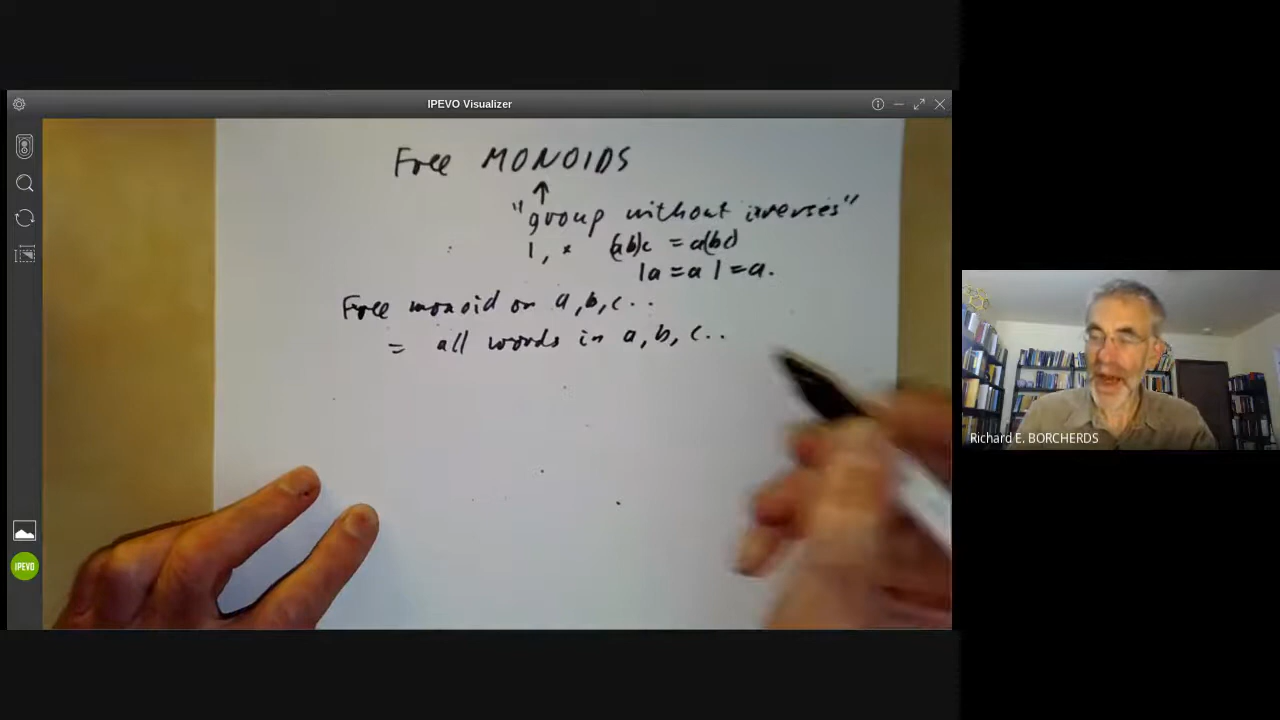 IPEVO Visualizer
Free MONOIDS
↑
"group without inverses"
1, × (ab)c = a(bc)
1a = a1 = a.
Free monoid on a, b, c..
= all words in a, b, c..
IPEVO
Richard E. BORCHERDS